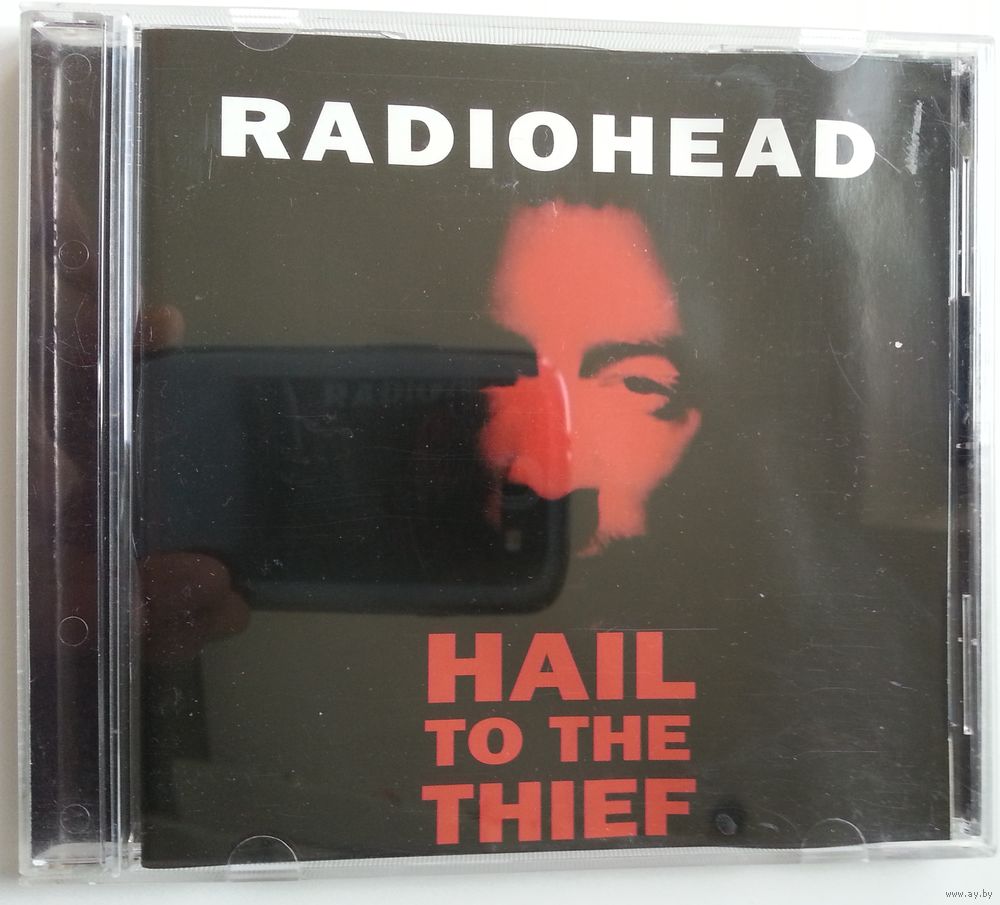 RADIOHEAD
HAIL
TO THE
THIEF
www.ay.by